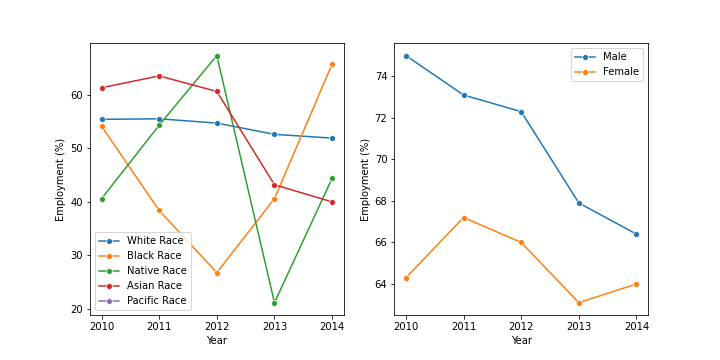 Employment (%)
60
50
40
30
20
White Race
Black Race
Native Race
Asian Race
Pacific Race
2010 2011 2012 2013 2014
Year
Employment (%)
74
72
70
68
66
64
Male
Female
2010 2011 2012 2013 2014
Year